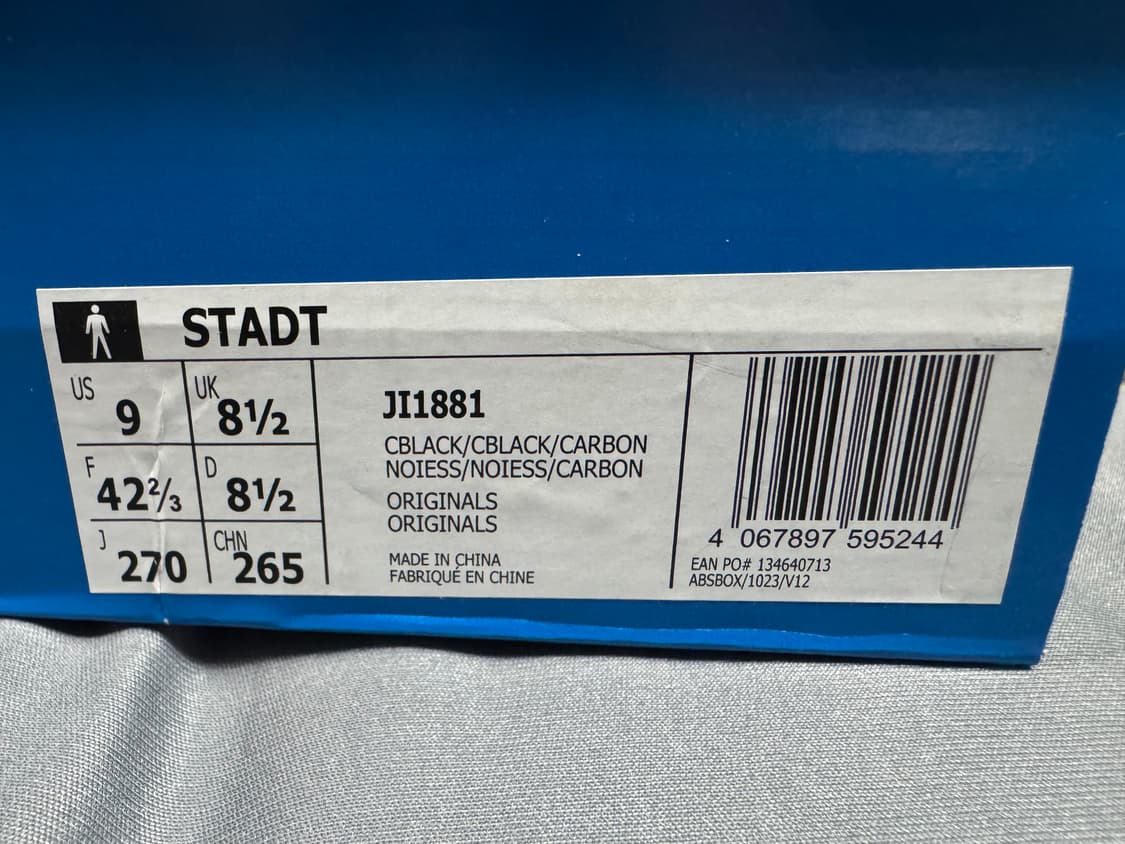 STADT
US 9 UK 8½
F 42⅔ D 8½
J 270 CHN 265
JI1881
CBLACK/CBLACK/CARBON
NOIESS/NOIESS/CARBON
ORIGINALS
ORIGINALS
MADE IN CHINA
FABRIQUÉ EN CHINE
4 067897 595244
EAN PO# 134640713
ABSBOX/1023/V12